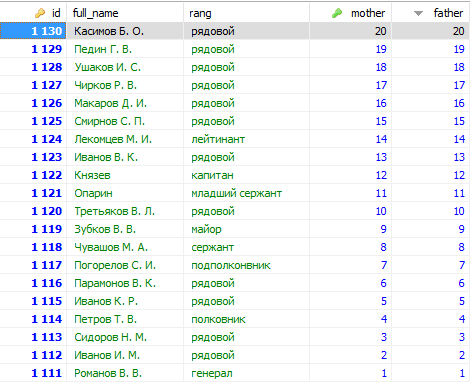 id full_name rang mother father
1 130 Касимов Б. О. рядовой 20 20
1 129 Педин Г. В. рядовой 19 19
1 128 Ушаков И. С. рядовой 18 18
1 127 Чирков Р. В. рядовой 17 17
1 126 Макаров Д. И. рядовой 16 16
1 125 Смирнов С. П. рядовой 15 15
1 124 Лекомцев М. И. лейтинант 14 14
1 123 Иванов В. К. рядовой 13 13
1 122 Князев капитан 12 12
1 121 Опарин младший сержант 11 11
1 120 Третьяков В. Л. рядовой 10 10
1 119 Зубков В. В. майор 9 9
1 118 Чувашов М. А. сержант 8 8
1 117 Погорелов С. И. подполковник 7 7
1 116 Парамонов В. К. рядовой 6 6
1 115 Иванов К. Р. рядовой 5 5
1 114 Петров Т. В. полковник 4 4
1 113 Сидоров Н. М. рядовой 3 3
1 112 Иванов И. М. рядовой 2 2
1 111 Романов В. В. генерал 1 1